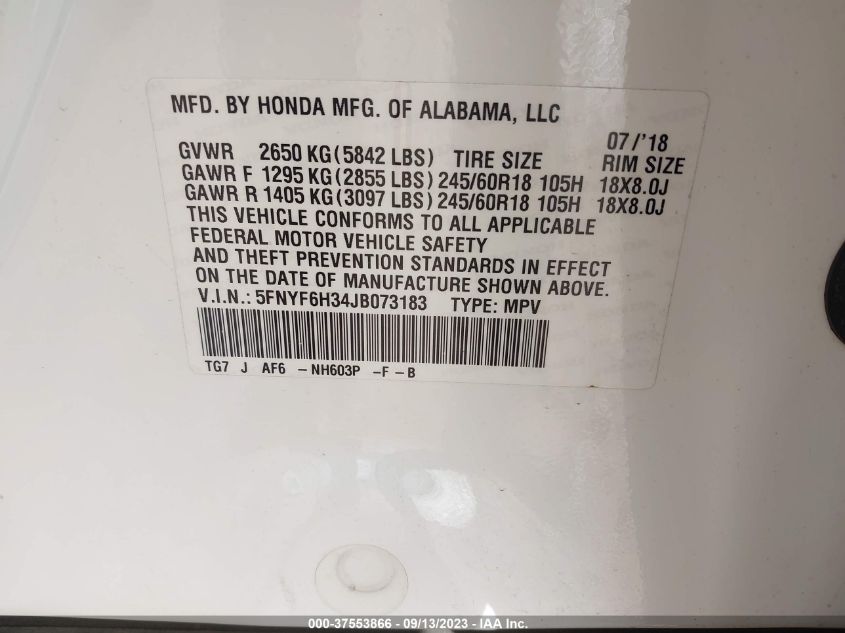 MFD. BY HONDA MFG. OF ALABAMA, LLC
07/'18
GVWR 2650 KG(5842 LBS) TIRE SIZE RIM SIZE
GAWR F 1295 KG(2855 LBS) 245/60R18 105H 18X8.0J
GAWR R 1405 KG(3097 LBS) 245/60R18 105H 18X8.0J
THIS VEHICLE CONFORMS TO ALL APPLICABLE
FEDERAL MOTOR VEHICLE SAFETY
AND THEFT PREVENTION STANDARDS IN EFFECT
ON THE DATE OF MANUFACTURE SHOWN ABOVE.
V.I.N.: 5FNYF6H34JB073183 TYPE: MPV
TG7 J AF6 -NH603P -F-B
000-37553866 - 09/13/2023 - IAA Inc.